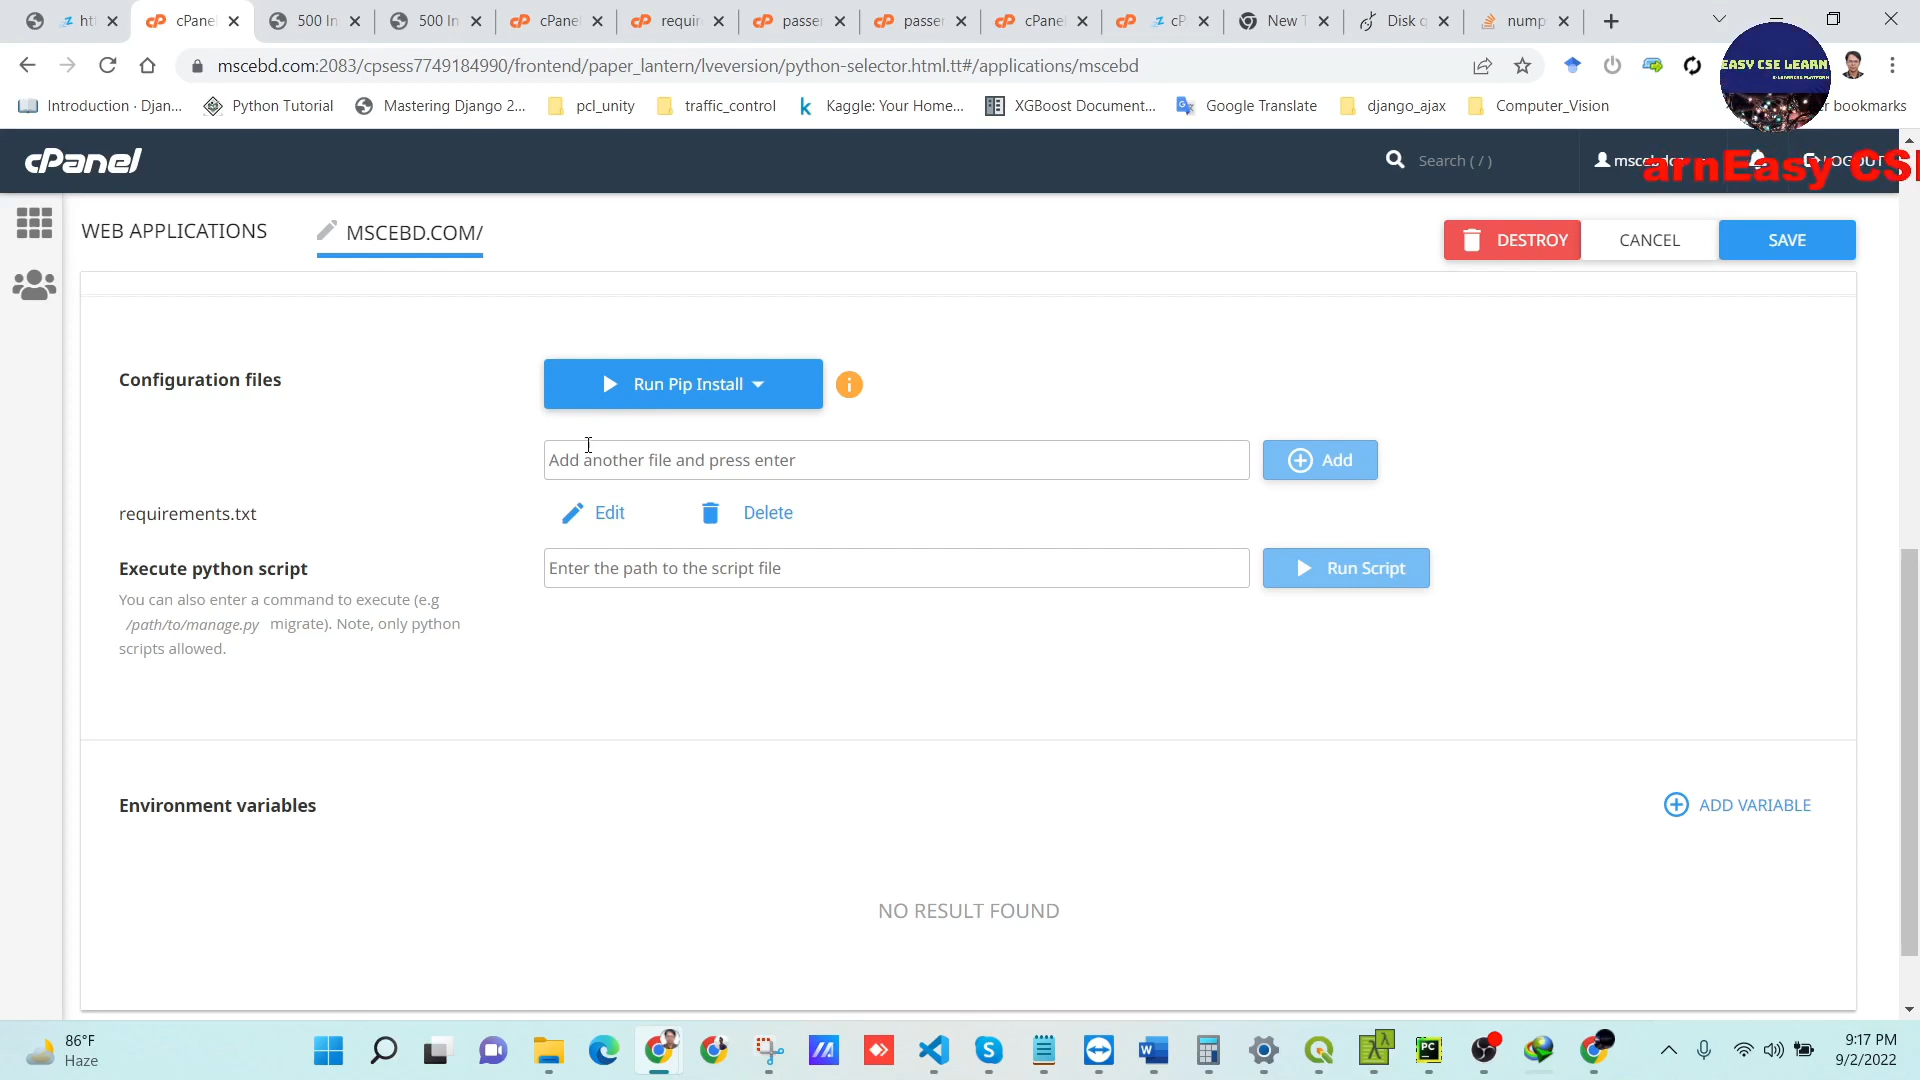 htt
cPanel
500 In
500 In
cPanel
requir
passer
passer
cPanel
cP
New T
Disk q
nump
mscebd.com:2083/cpsess7749184990/frontend/paper_lantern/lveversion/python-selector.html.tt#/applications/mscebd
EASY CSE LEARN
Introduction · Djan...
Python Tutorial
Mastering Django 2...
pcl_unity
traffic_control
Kaggle: Your Home...
XGBoost Document...
Google Translate
django_ajax
Computer_Vision
bookmarks
cPanel
Search ( / )
LOGOUT
arnEasy CSE
WEB APPLICATIONS
MSCEBD.COM/
DESTROY
CANCEL
SAVE
Configuration files
Run Pip Install
Add another file and press enter
Add
requirements.txt
Edit
Delete
Execute python script
Enter the path to the script file
Run Script
You can also enter a command to execute (e.g
/path/to/manage.py migrate). Note, only python
scripts allowed.
Environment variables
ADD VARIABLE
NO RESULT FOUND
86°F
Haze
9:17 PM
9/2/2022